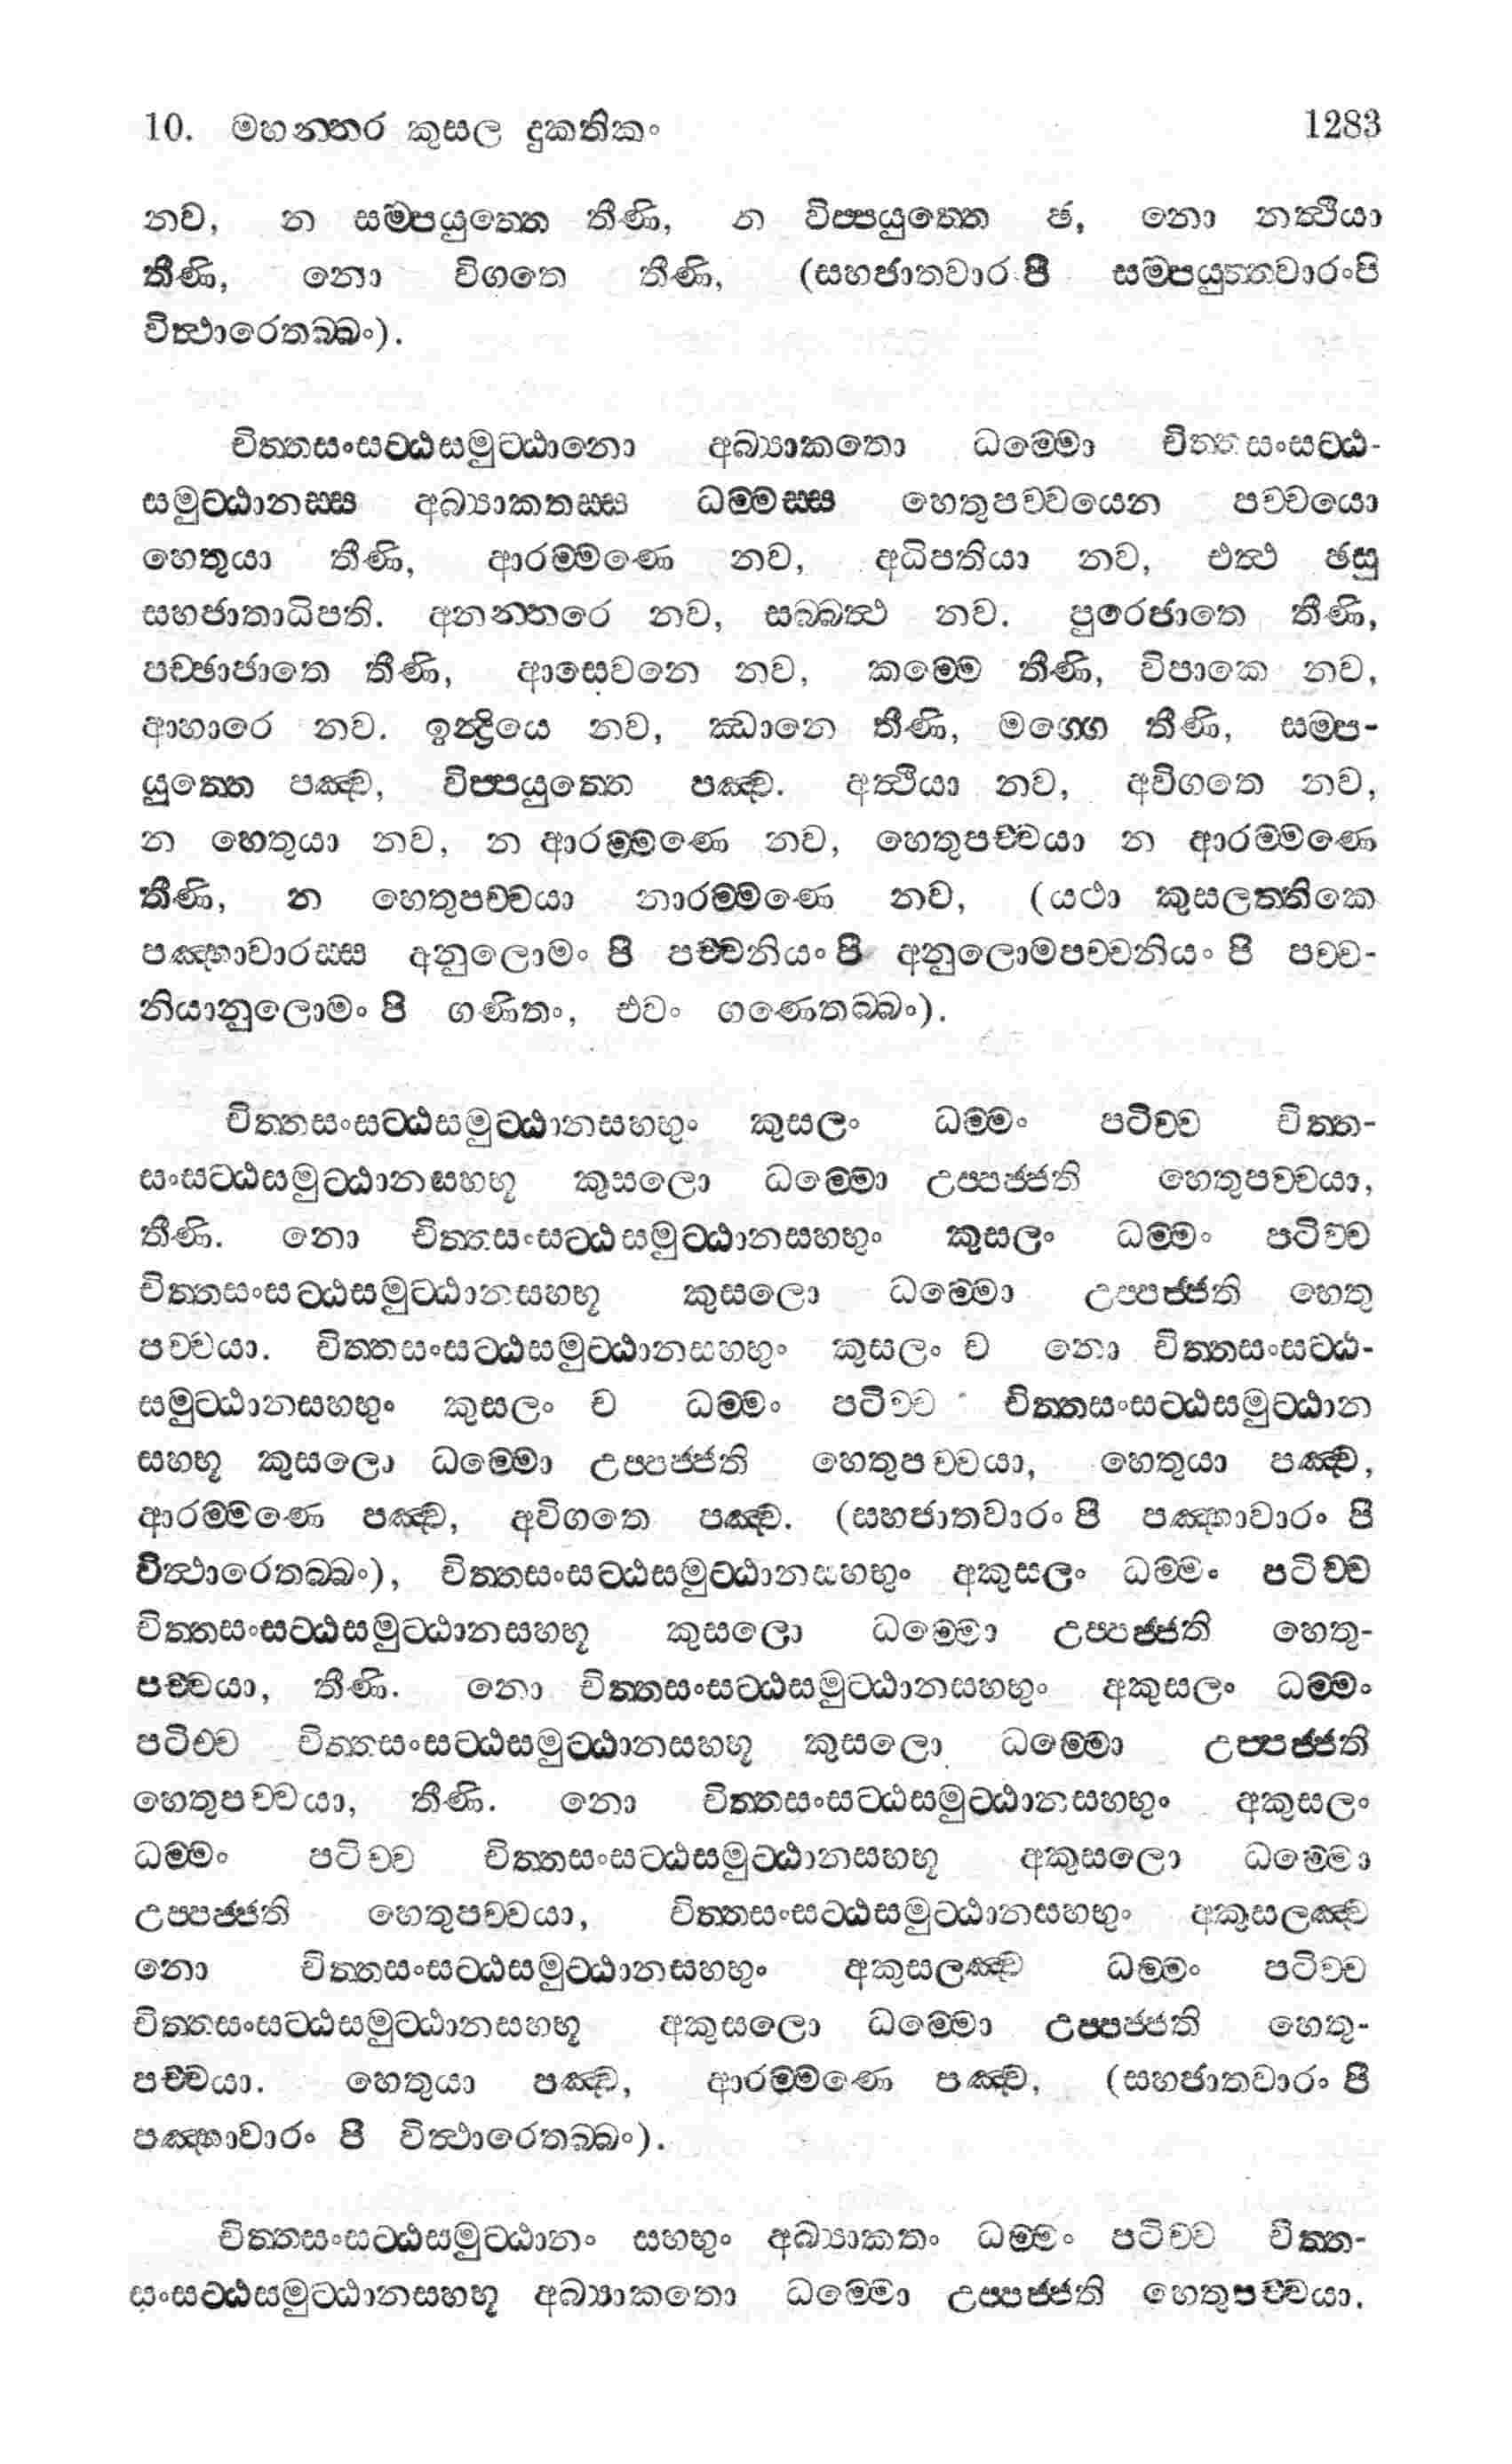 10. මහන්තර කුසල දුකතිකං 1283
නව, න සම්පයුත්තෙ තීණි, න විප්පයුත්තෙ ඡ, නො නත්ථියා
තීණි, නො විගතෙ තීණි, (සහජාතවාර පි සම්පයුත්තවාරංපි
විත්ථාරෙතබ්බං).
චිත්තසංසට්ඨසමුට්ඨානො අබ්‍යාකතො ධම්මො චිත්තසංසට්ඨ-
සමුට්ඨානස්ස අබ්‍යාකතස්ස ධම්මස්ස හෙතුපච්චයෙන පච්චයො
හෙතුයා තීණි, ආරම්මණෙ නව, අධිපතියා නව, එත්ථ ඡසු
සහජාතාධිපති. අනන්තරෙ නව, සබ්බත්ථ නව. පුරෙජාතෙ තීණි,
පච්ඡාජාතෙ තීණි, ආසෙවනෙ නව, කම්මෙ තීණි, විපාකෙ නව,
ආහාරෙ නව. ඉන්ද්‍රියෙ නව, ඣානෙ තීණි, මග්ගෙ තීණි, සම්ප-
යුත්තෙ පඤ්ච, විප්පයුත්තෙ පඤ්ච. අත්ථියා නව, අවිගතෙ නව,
න හෙතුයා නව, න ආරම්මණෙ නව, හෙතුපච්චයා න ආරම්මණෙ
තීණි, න හෙතුපච්චයා නාරම්මණෙ නව, (යථා කුසලත්තිකෙ
පඤ්හාවාරස්ස අනුලොමං පි පච්චනියං පි අනුලොමපච්චනියං පි පච්ච-
නියානුලොමං පි ගණිතං, එවං ගණෙතබ්බං).
චිත්තසංසට්ඨසමුට්ඨානසහභුං කුසලං ධම්මං පටිච්ච චිත්ත-
සංසට්ඨසමුට්ඨානසහභූ කුසලො ධම්මො උප්පජ්ජති හෙතුපච්චයා,
තීණි. නො චිත්තසංසට්ඨසමුට්ඨානසහභුං කුසලං ධම්මං පටිච්ච
චිත්තසංසට්ඨසමුට්ඨානසහභූ කුසලො ධම්මො උප්පජ්ජති හෙතු
පච්චයා. චිත්තසංසට්ඨසමුට්ඨානසහභුං කුසලං ච නො චිත්තසංසට්ඨ-
සමුට්ඨානසහභුං කුසලං ච ධම්මං පටිච්ච චිත්තසංසට්ඨසමුට්ඨාන
සහභූ කුසලො ධම්මො උප්පජ්ජති හෙතුපච්චයා, හෙතුයා පඤ්ච,
ආරම්මණෙ පඤ්ච, අවිගතෙ පඤ්ච. (සහජාතවාරං පි පඤ්හාවාරං පි
විත්ථාරෙතබ්බං), චිත්තසංසට්ඨසමුට්ඨානසහභුං අකුසලං ධම්මං පටිච්ච
චිත්තසංසට්ඨසමුට්ඨානසහභූ කුසලො ධම්මො උප්පජ්ජති හෙතු-
පච්චයා, තීණි. නො චිත්තසංසට්ඨසමුට්ඨානසහභුං අකුසලං ධම්මං
පටිච්ච චිත්තසංසට්ඨසමුට්ඨානසහභූ කුසලො ධම්මො උප්පජ්ජති
හෙතුපච්චයා, තීණි. නො චිත්තසංසට්ඨසමුට්ඨානසහභුං අකුසලං
ධම්මං පටිච්ච චිත්තසංසට්ඨසමුට්ඨානසහභූ අකුසලො ධම්මො
උප්පජ්ජති හෙතුපච්චයා, චිත්තසංසට්ඨසමුට්ඨානසහභුං අකුසලඤ්ච
නො චිත්තසංසට්ඨසමුට්ඨානසහභුං අකුසලඤ්ච ධම්මං පටිච්ච
චිත්තසංසට්ඨසමුට්ඨානසහභූ අකුසලො ධම්මො උප්පජ්ජති හෙතු-
පච්චයා. හෙතුයා පඤ්ච, ආරම්මණෙ පඤ්ච, (සහජාතවාරං පි
පඤ්හාවාරං පි විත්ථාරෙතබ්බං).
චිත්තසංසට්ඨසමුට්ඨානං සහභුං අබ්‍යාකතං ධම්මං පටිච්ච චිත්ත-
සංසට්ඨසමුට්ඨානසහභූ අබ්‍යාකතො ධම්මො උප්පජ්ජති හෙතුපච්චයා.